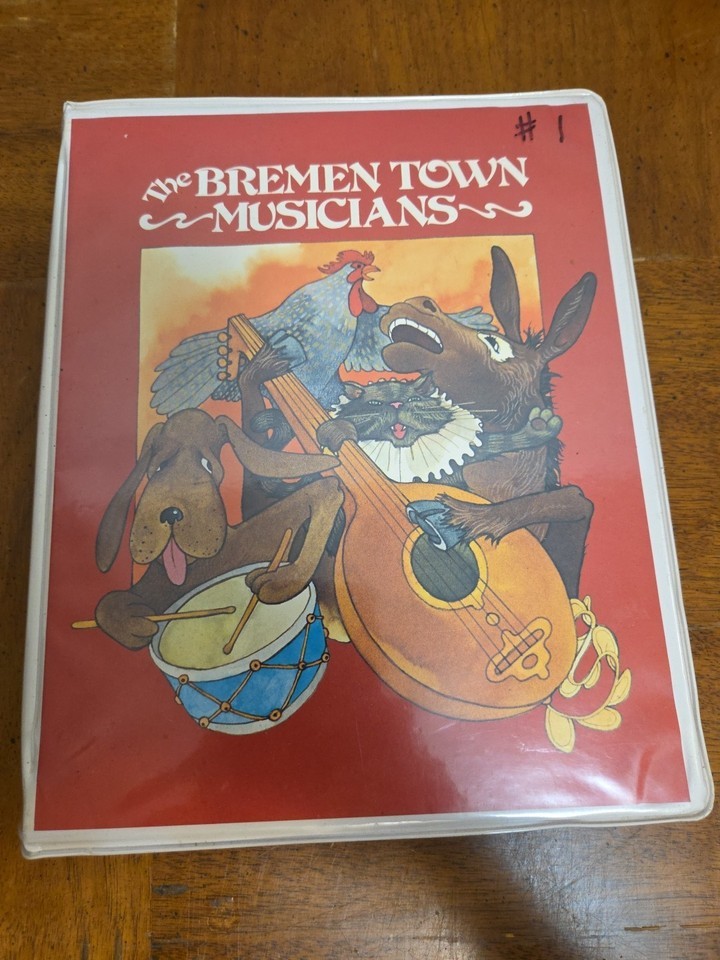 # 1
The BREMEN TOWN
MUSICIANS